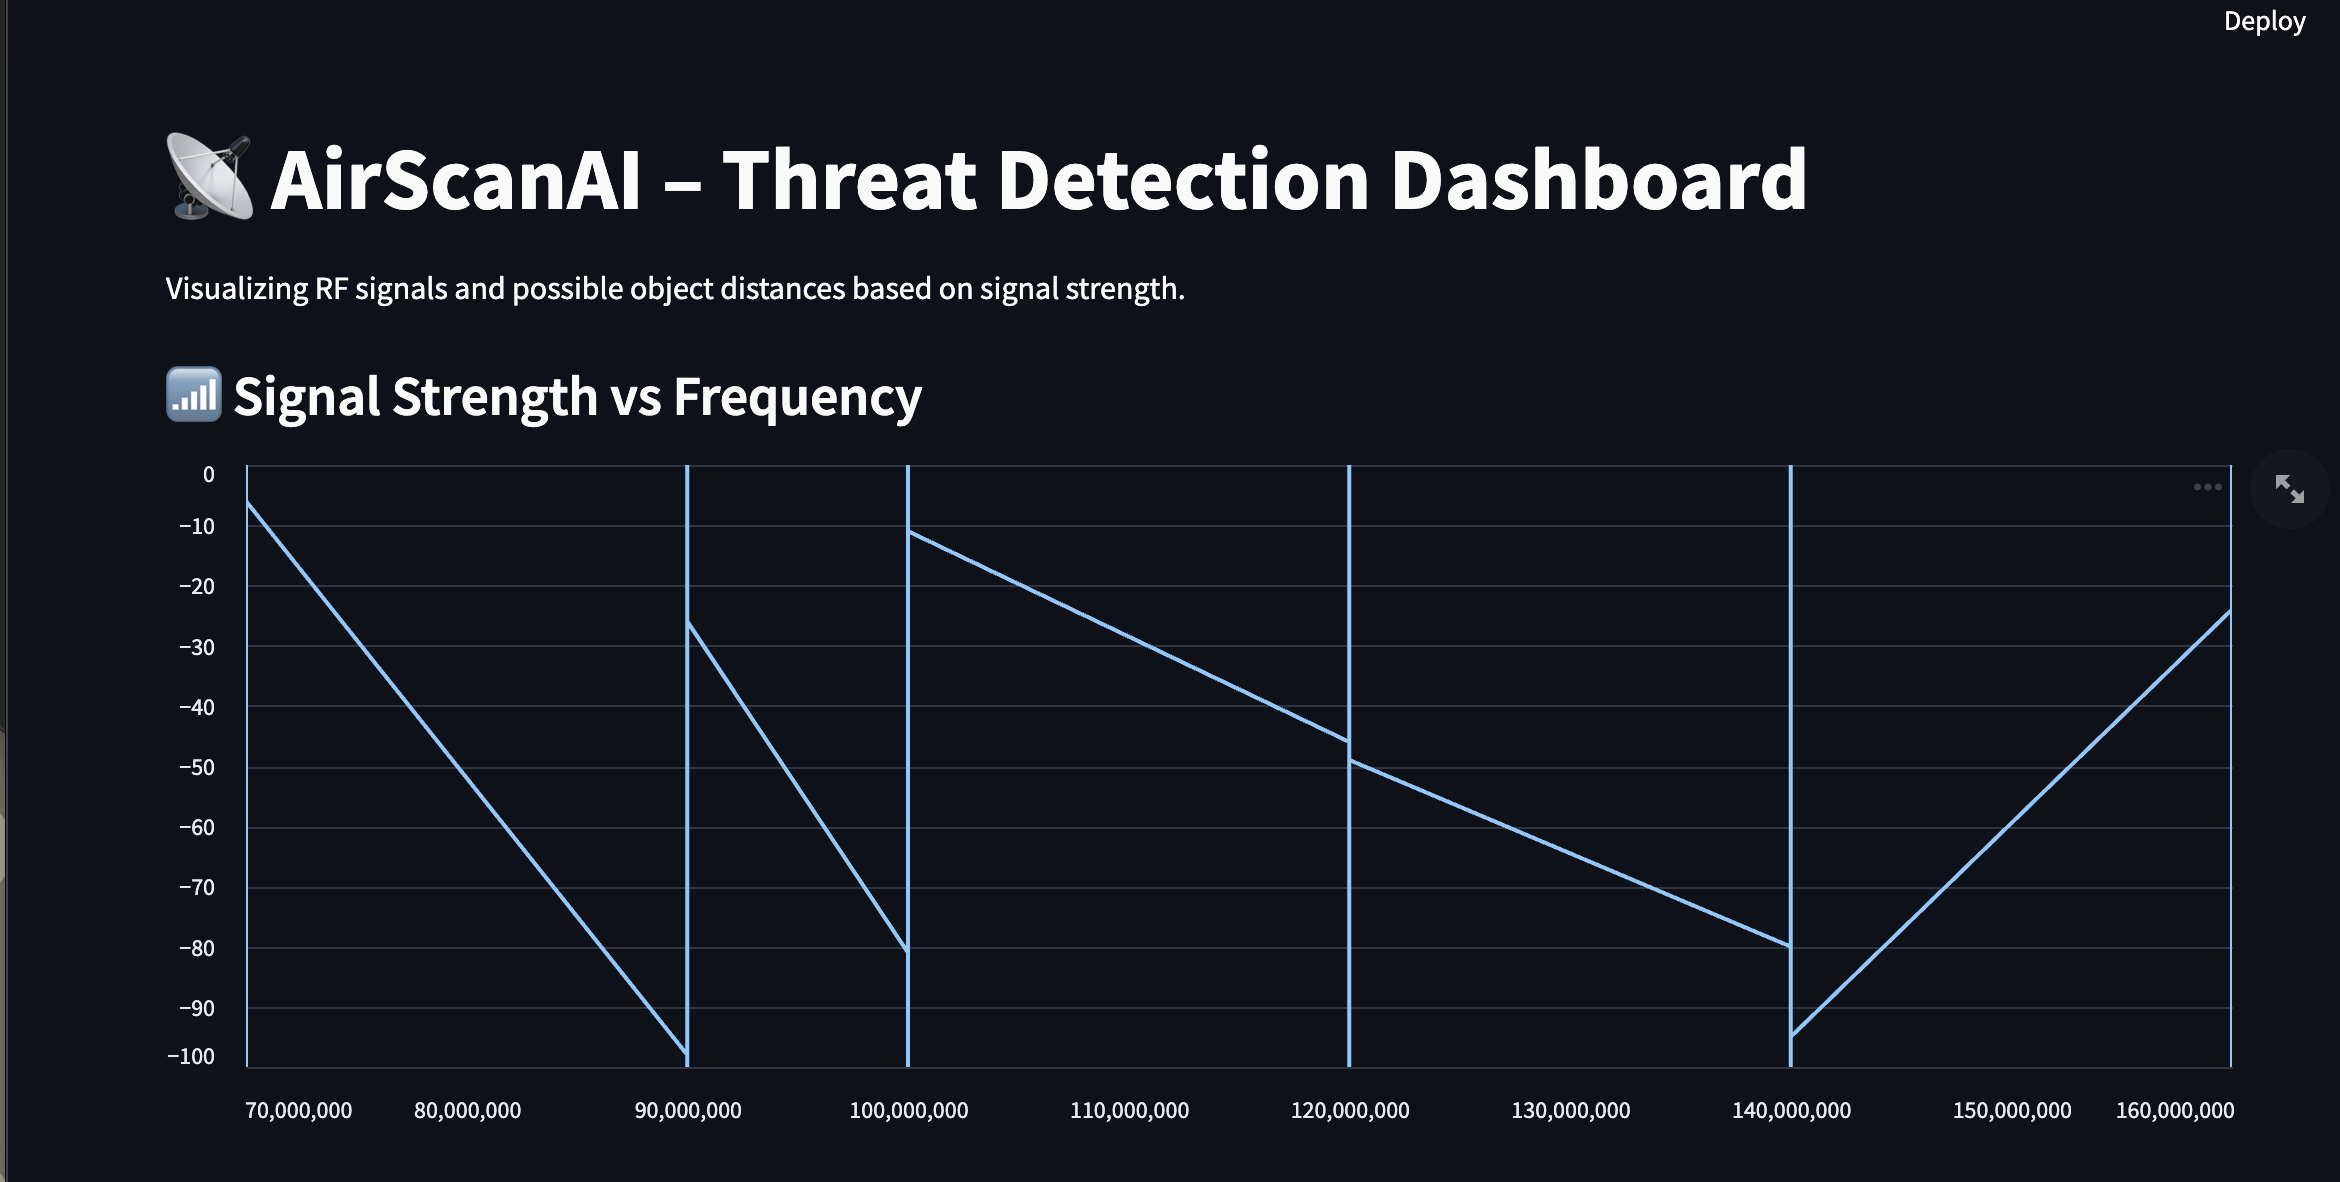 Deploy
AirScanAI – Threat Detection Dashboard
Visualizing RF signals and possible object distances based on signal strength.
Signal Strength vs Frequency
0
−10
−20
−30
−40
−50
−60
−70
−80
−90
−100
70,000,000 80,000,000 90,000,000 100,000,000 110,000,000 120,000,000 130,000,000 140,000,000 150,000,000 160,000,000